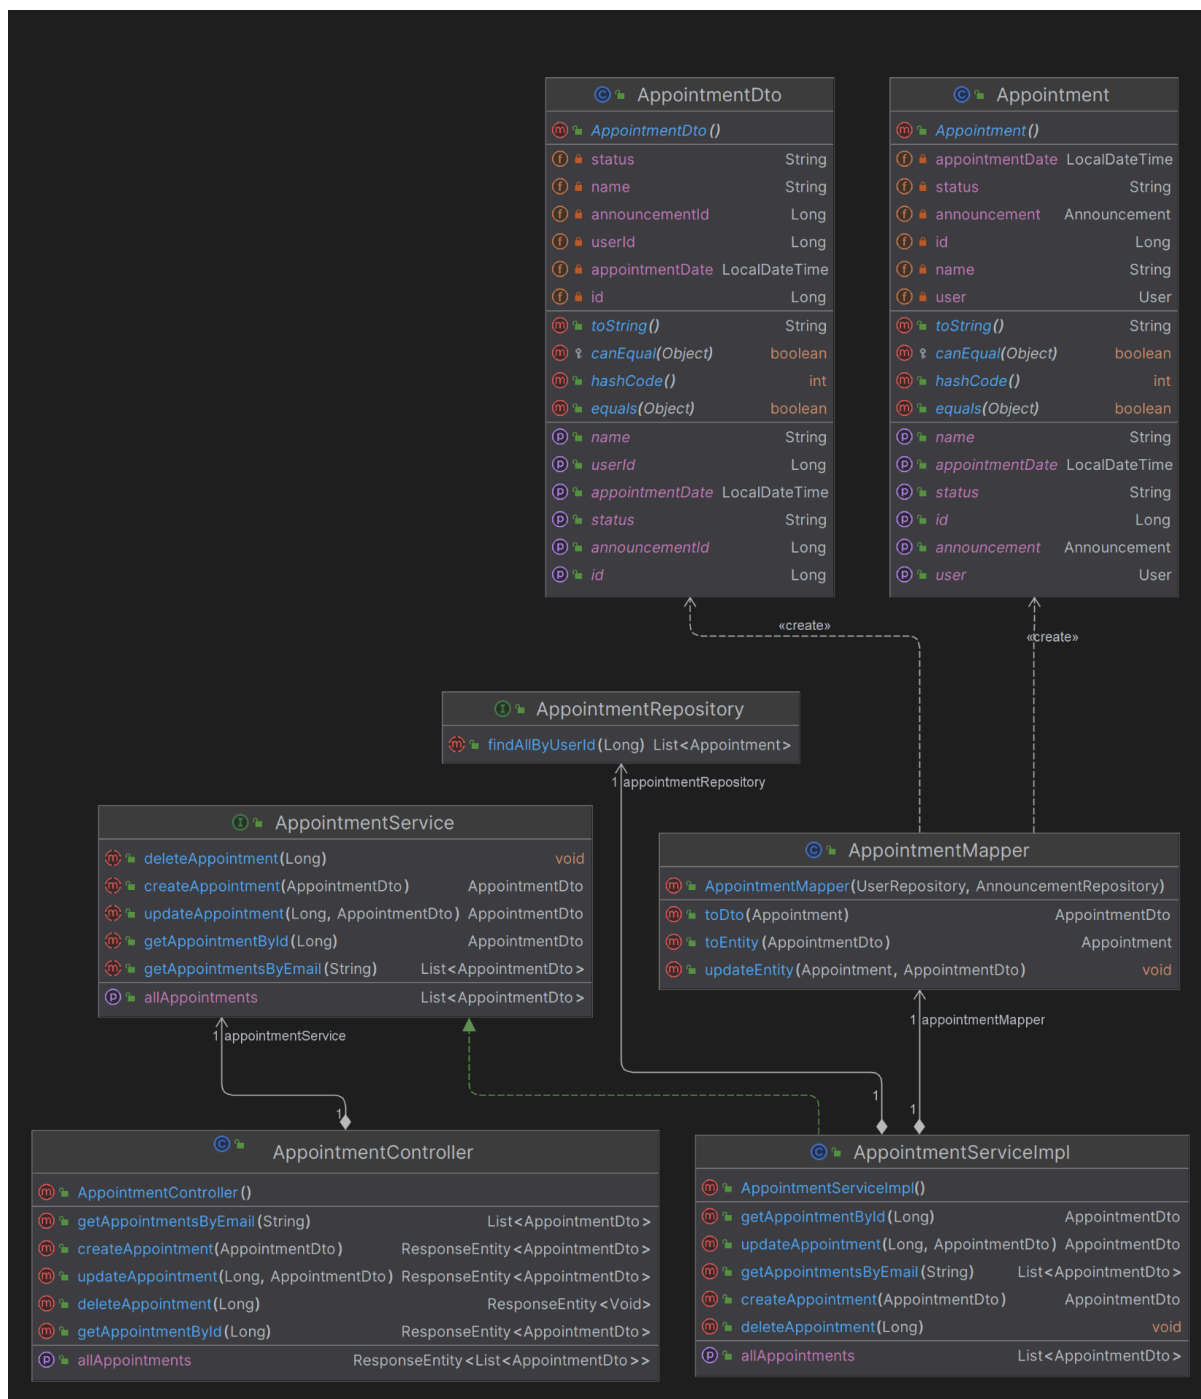 AppointmentDto
AppointmentDto()
status String
name String
announcementId Long
userId Long
appointmentDate LocalDateTime
id Long
toString() String
canEqual(Object) boolean
hashCode() int
equals(Object) boolean
name String
userId Long
appointmentDate LocalDateTime
status String
announcementId Long
id Long
Appointment
Appointment()
appointmentDate LocalDateTime
status String
announcement Announcement
id Long
name String
user User
toString() String
canEqual(Object) boolean
hashCode() int
equals(Object) boolean
name String
appointmentDate LocalDateTime
status String
id Long
announcement Announcement
user User
«create»
«create»
AppointmentRepository
findAllByUserId(Long) List<Appointment>
1 appointmentRepository
AppointmentService
deleteAppointment(Long) void
createAppointment(AppointmentDto) AppointmentDto
updateAppointment(Long, AppointmentDto) AppointmentDto
getAppointmentById(Long) AppointmentDto
getAppointmentsByEmail(String) List<AppointmentDto>
allAppointments List<AppointmentDto>
AppointmentMapper
AppointmentMapper(UserRepository, AnnouncementRepository)
toDto(Appointment) AppointmentDto
toEntity(AppointmentDto) Appointment
updateEntity(Appointment, AppointmentDto) void
1 appointmentService
1 appointmentMapper
1
1
1
AppointmentController
AppointmentController()
getAppointmentsByEmail(String) List<AppointmentDto>
createAppointment(AppointmentDto) ResponseEntity<AppointmentDto>
updateAppointment(Long, AppointmentDto) ResponseEntity<AppointmentDto>
deleteAppointment(Long) ResponseEntity<Void>
getAppointmentById(Long) ResponseEntity<AppointmentDto>
allAppointments ResponseEntity<List<AppointmentDto>>
AppointmentServiceImpl
AppointmentServiceImpl()
getAppointmentById(Long) AppointmentDto
updateAppointment(Long, AppointmentDto) AppointmentDto
getAppointmentsByEmail(String) List<AppointmentDto>
createAppointment(AppointmentDto) AppointmentDto
deleteAppointment(Long) void
allAppointments List<AppointmentDto>